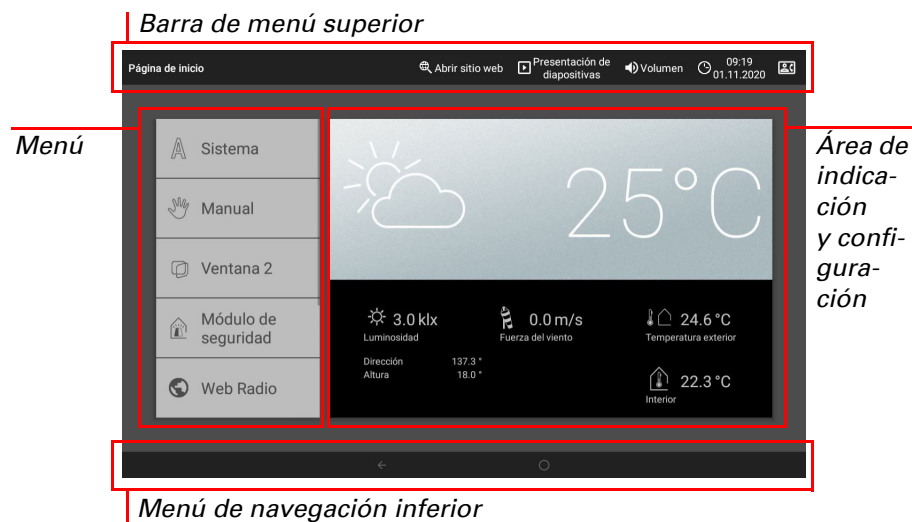 Barra de menú superior
Página de inicio
Abrir sitio web
Presentación de
diapositivas
Volumen
09:19
01.11.2020
Menú
Sistema
Manual
Ventana 2
Módulo de
seguridad
Web Radio
25°C
3.0 klx
Luminosidad
Dirección 137.3 °
Altura 18.0 °
0.0 m/s
Fuerza del viento
24.6 °C
Temperatura exterior
22.3 °C
Interior
Área de
indica-
ción
y confi-
gura-
ción
Menú de navegación inferior